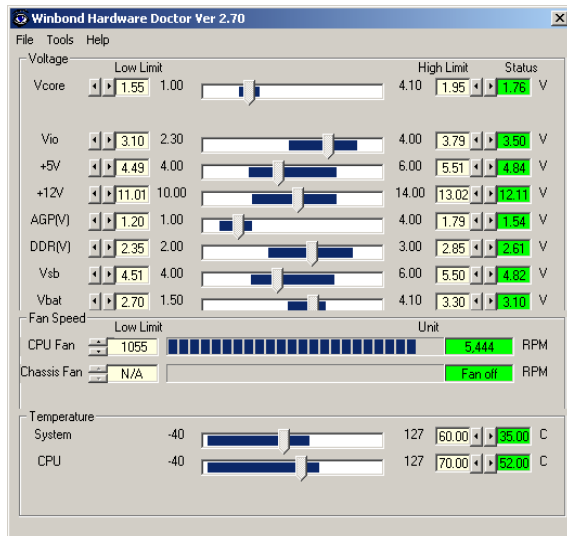 Winbond Hardware Doctor Ver 2.70
File Tools Help
Voltage
Low Limit High Limit Status
Vcore 1.55 1.00 4.10 1.95 1.76 V
Vio 3.10 2.30 4.00 3.79 3.50 V
+5V 4.49 4.00 6.00 5.51 4.84 V
+12V 11.01 10.00 14.00 13.02 12.11 V
AGP(V) 1.20 1.00 4.00 1.79 1.54 V
DDR(V) 2.35 2.00 3.00 2.85 2.61 V
Vsb 4.51 4.00 6.00 5.50 4.82 V
Vbat 2.70 1.50 4.10 3.30 3.10 V
Fan Speed
Low Limit Unit
CPU Fan 1055 5,444 RPM
Chassis Fan N/A Fan off RPM
Temperature
System -40 127 60.00 35.00 C
CPU -40 127 70.00 52.00 C